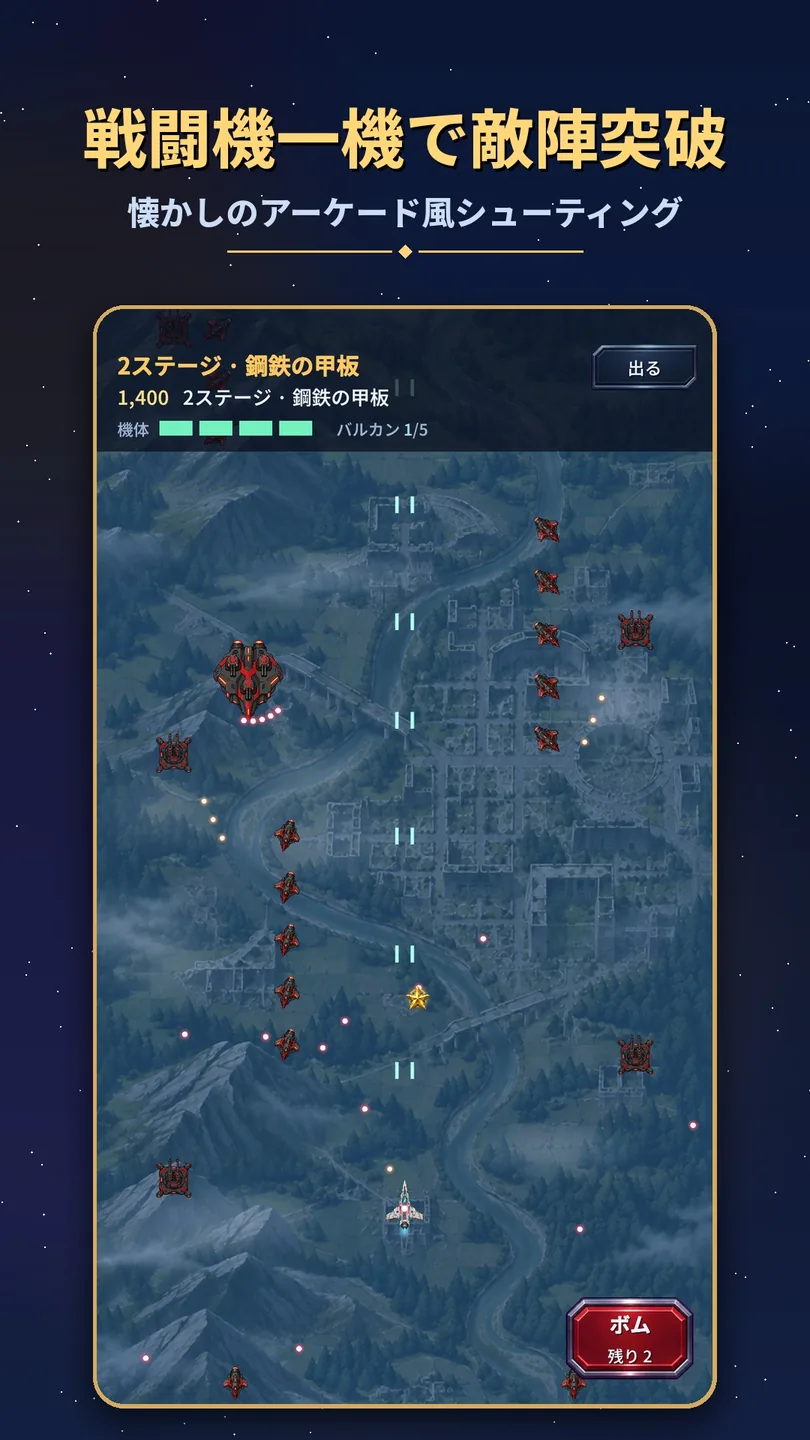 戦闘機一機で敵陣突破
懐かしのアーケード風シューティング
2ステージ · 鋼鉄の甲板
出る
1,400 2ステージ · 鋼鉄の甲板
機体 バルカン 1/5
ボム
残り 2